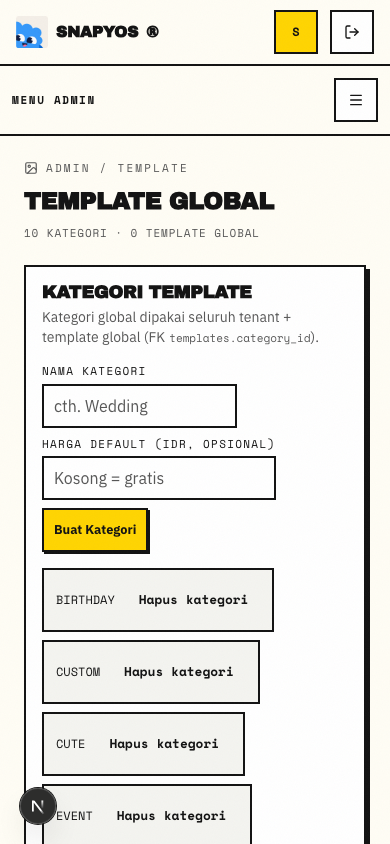 SNAPYOS ®
S
MENU ADMIN
ADMIN / TEMPLATE
TEMPLATE GLOBAL
10 KATEGORI · 0 TEMPLATE GLOBAL
KATEGORI TEMPLATE
Kategori global dipakai seluruh tenant +
template global (FK templates.category_id).
NAMA KATEGORI
cth. Wedding
HARGA DEFAULT (IDR, OPSIONAL)
Kosong = gratis
Buat Kategori
BIRTHDAY Hapus kategori
CUSTOM Hapus kategori
CUTE Hapus kategori
N
EVENT Hapus kategori